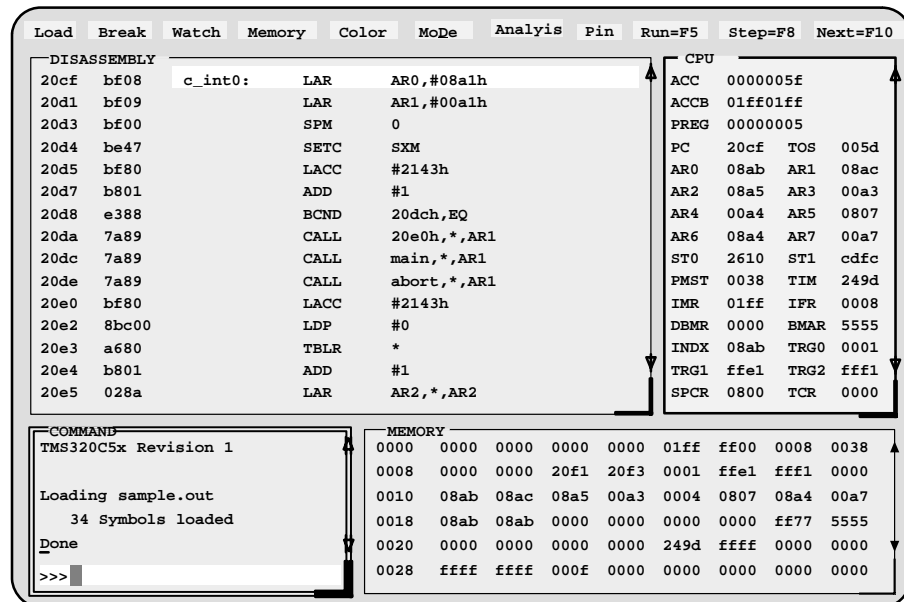 Load Break Watch Memory Color MoDe Analyis Pin Run=F5 Step=F8 Next=F10
DISASSEMBLY
20cf bf08 c_int0: LAR AR0,#08a1h
20d1 bf09 LAR AR1,#00a1h
20d3 bf00 SPM 0
20d4 be47 SETC SXM
20d5 bf80 LACC #2143h
20d7 b801 ADD #1
20d8 e388 BCND 20dch,EQ
20da 7a89 CALL 20e0h,*,AR1
20dc 7a89 CALL main,*,AR1
20de 7a89 CALL abort,*,AR1
20e0 bf80 LACC #2143h
20e2 8bc00 LDP #0
20e3 a680 TBLR *
20e4 b801 ADD #1
20e5 028a LAR AR2,*,AR2
CPU
ACC 0000005f
ACCB 01ff01ff
PREG 00000005
PC 20cf TOS 005d
AR0 08ab AR1 08ac
AR2 08a5 AR3 00a3
AR4 00a4 AR5 0807
AR6 08a4 AR7 00a7
ST0 2610 ST1 cdfc
PMST 0038 TIM 249d
IMR 01ff IFR 0008
DBMR 0000 BMAR 5555
INDX 08ab TRG0 0001
TRG1 ffe1 TRG2 fff1
SPCR 0800 TCR 0000
COMMAND
TMS320C5x Revision 1
Loading sample.out
34 Symbols loaded
Done
>>>
MEMORY
0000 0000 0000 0000 0000 01ff ff00 0008 0038
0008 0000 0000 20f1 20f3 0001 ffe1 fff1 0000
0010 08ab 08ac 08a5 00a3 0004 0807 08a4 00a7
0018 08ab 08ab 0000 0000 0000 0000 ff77 5555
0020 0000 0000 0000 0000 249d ffff 0000 0000
0028 ffff ffff 000f 0000 0000 0000 0000 0000